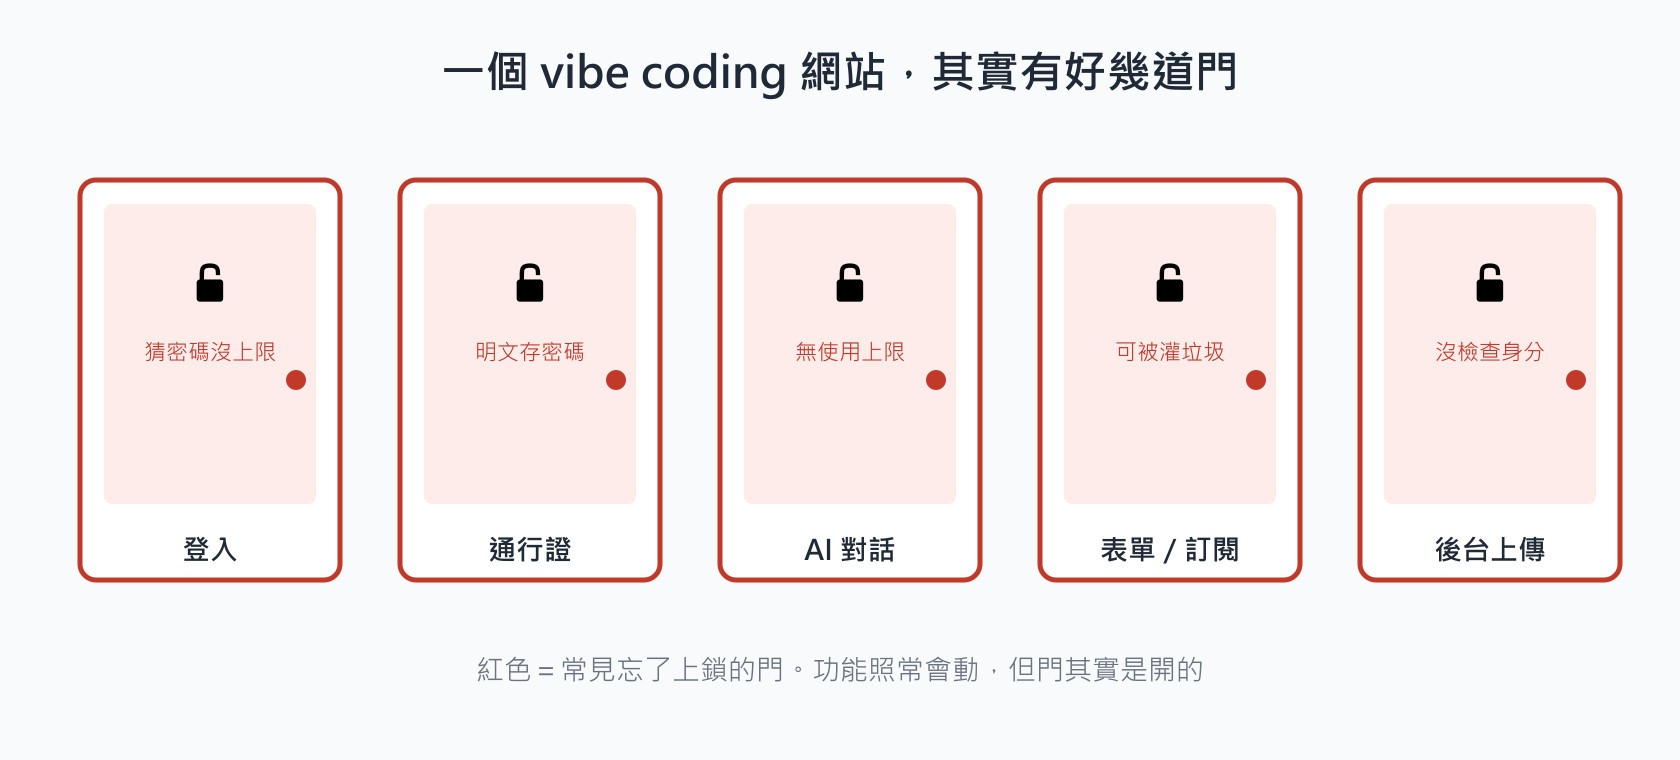 一個 vibe coding 網站，其實有好幾道門
猜密碼沒上限
明文存密碼
無使用上限
可被灌垃圾
沒檢查身分
登入
通行證
AI 對話
表單 / 訂閱
後台上傳
紅色 = 常見忘了上鎖的門。功能照常會動，但門其實是開的